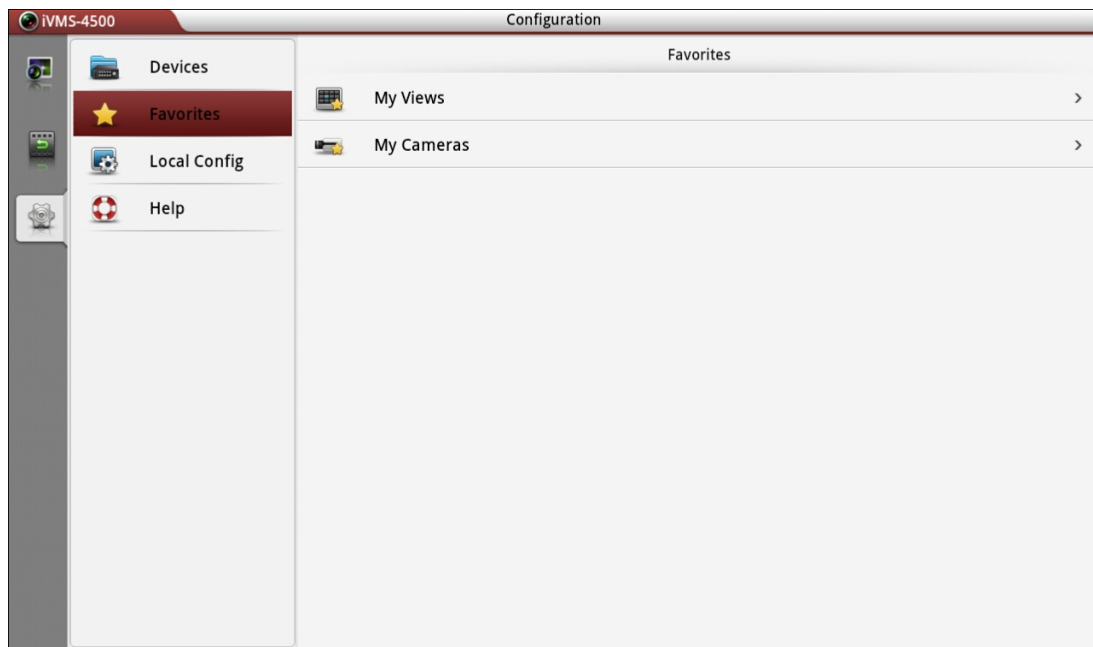 iVMS-4500
Configuration
Devices
Favorites
Local Config
Help
Favorites
My Views
My Cameras